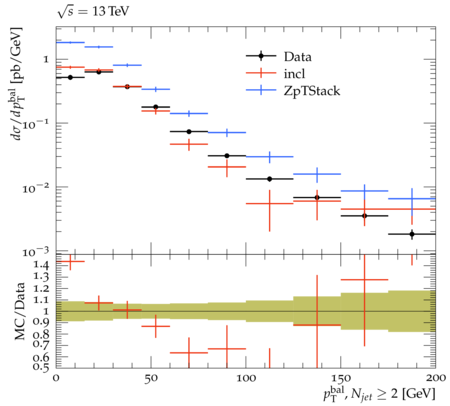 √s = 13 TeV
dσ/dp_T^bal [pb/GeV]
1
10^−1
10^−2
10^−3
Data
incl
ZpTStack
MC/Data
1.4
1.3
1.2
1.1
1
0.9
0.8
0.7
0.6
0.5
0 50 100 150 200
p_T^bal, N_jet ≥ 2 [GeV]